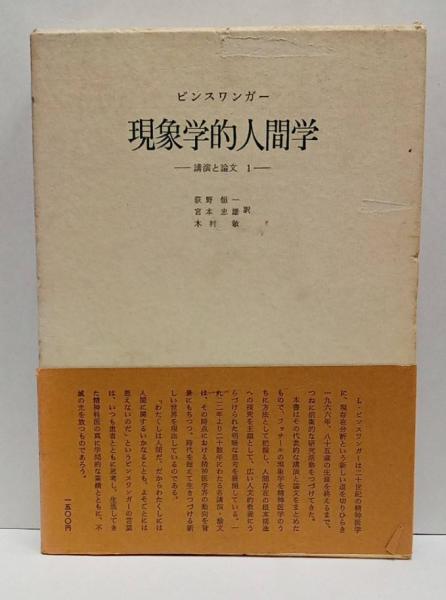 ビンスワンガー
現象学的人間学
―講演と論文 1―
荻野 恒一
宮本 忠雄 訳
木村 敏
L・ビンスワンガーは二十世紀の精神医学
に、現存在分析という新しい道を切りひらき
一九六六年、八十五歳の生涯を終えるまで、
つねに前衛的な研究活動をつづけてきた。
本書はその代表的な講演と論文をまとめた
もので、フッサールの現象学を精神医学のう
ちに方法として把握し、人間存在の根本構造
への探究を主題として、広い人文的教養にう
らづけられた明晰な思考を展開している。一
九二二年より二十数年にわたる各講演・論文
は、その時点における精神医学界の動向を背
景にもちつつ、時代を超えて生きつづける新
しい世界を現出しているのである。
「わたくしは人間だ、だからわたくしには
人間に関するいかなることも、よそごとには
思えないのだ」というビンスワンガーの言葉
は、いつも患者とともに思考し、生活してき
た精神科医の真に学問的な業績とともに、不
滅の光を放つものであろう。
一五〇〇円